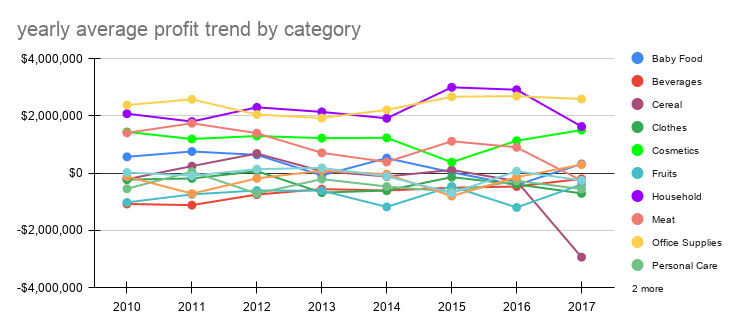 yearly average profit trend by category
$4,000,000
$2,000,000
$0
-$2,000,000
-$4,000,000
2010 2011 2012 2013 2014 2015 2016 2017
Baby Food
Beverages
Cereal
Clothes
Cosmetics
Fruits
Household
Meat
Office Supplies
Personal Care
2 more